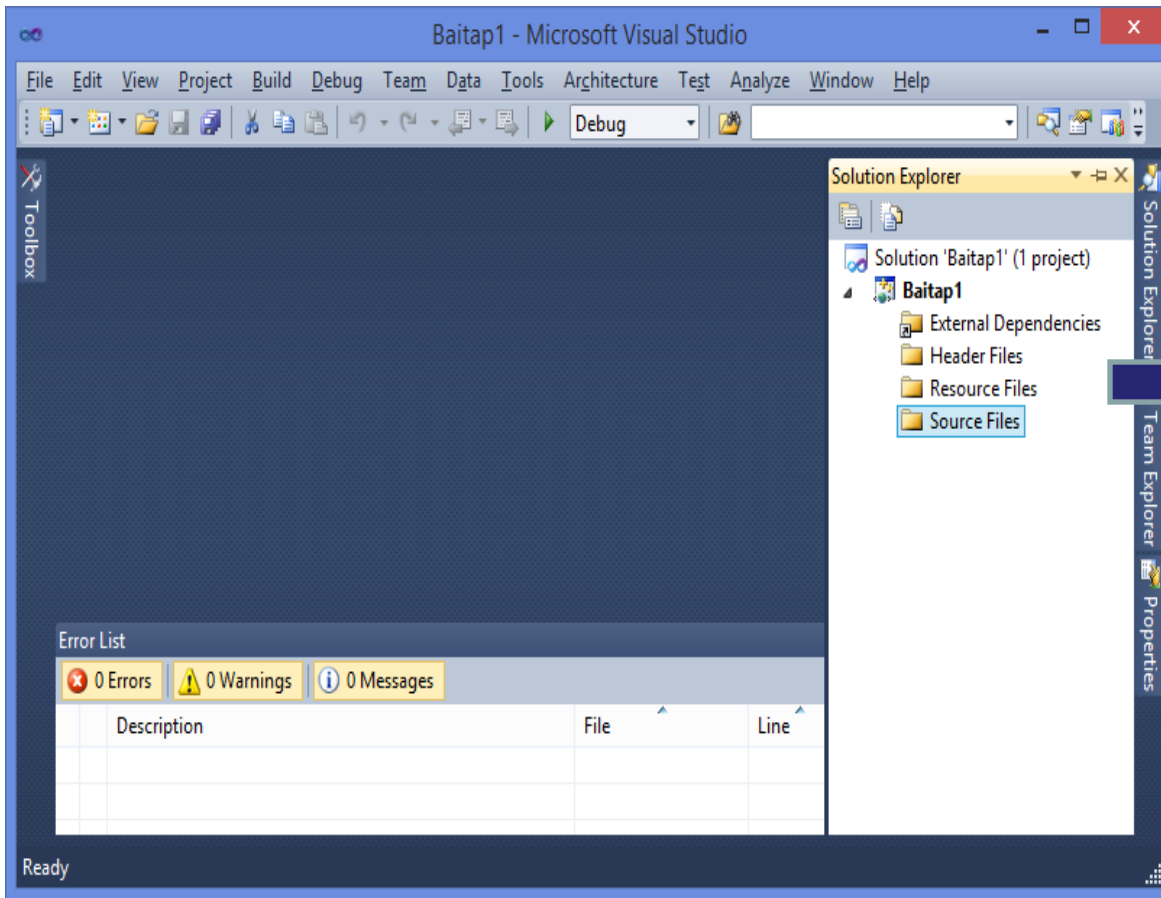 Baitap1 - Microsoft Visual Studio
File Edit View Project Build Debug Team Data Tools Architecture Test Analyze Window Help
Debug
Toolbox
Solution Explorer
Solution 'Baitap1' (1 project)
Baitap1
External Dependencies
Header Files
Resource Files
Source Files
Solution Explorer
Team Explorer
Properties
Error List
0 Errors 0 Warnings 0 Messages
Description File Line
Ready